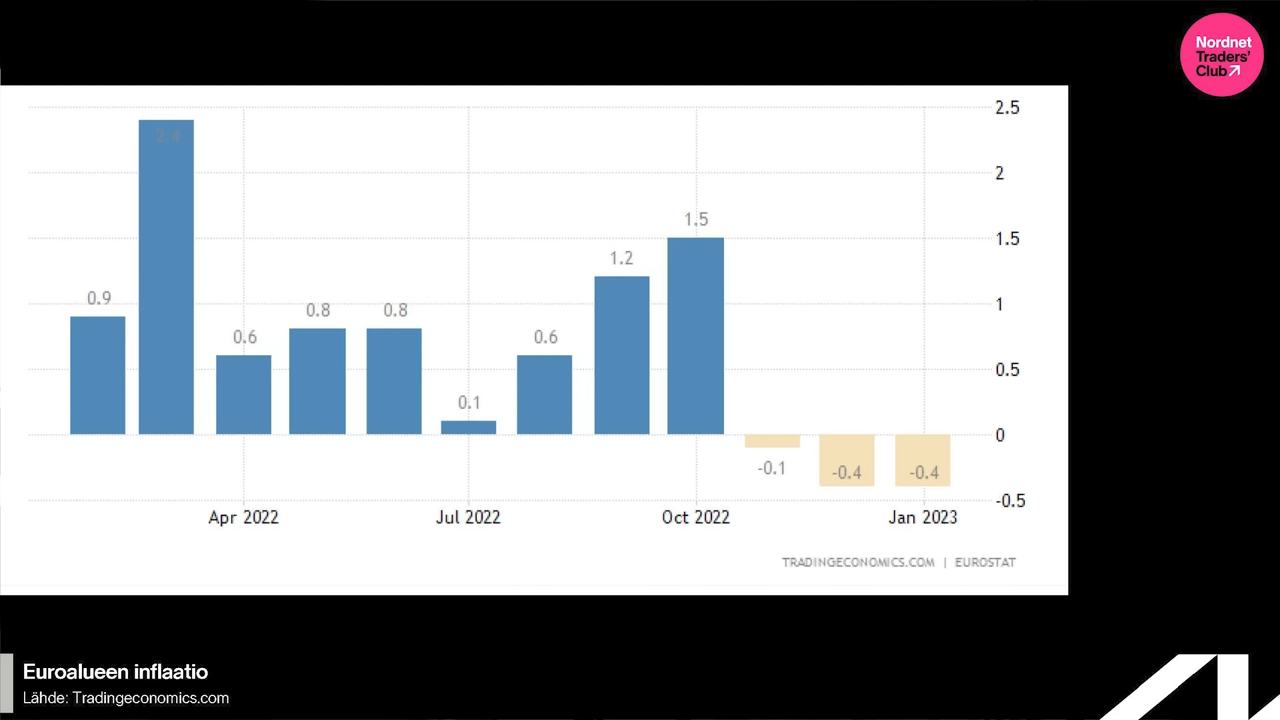 Nordnet
Traders'
Club
2.5
2.4
2
1.5
1.5
1.2
0.9
1
0.8
0.8
0.6
0.6
0.5
0.1
0
-0.1
-0.4
-0.4
-0.5
Apr 2022
Jul 2022
Oct 2022
Jan 2023
TRADINGECONOMICS.COM | EUROSTAT
Euroalueen inflaatio
Lähde: Tradingeconomics.com